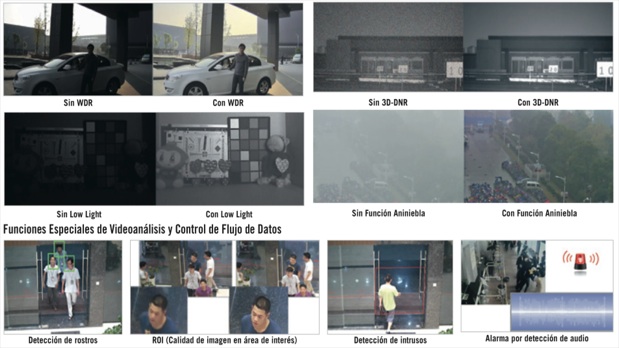 Sin WDR
Con WDR
Sin 3D-DNR
Con 3D-DNR
Sin Low Light
Con Low Light
Sin Función Aniniebla
Con Función Aniniebla
Funciones Especiales de Videoanálisis y Control de Flujo de Datos
Detección de rostros
ROI (Calidad de imagen en área de interés)
Detección de intrusos
Alarma por detección de audio